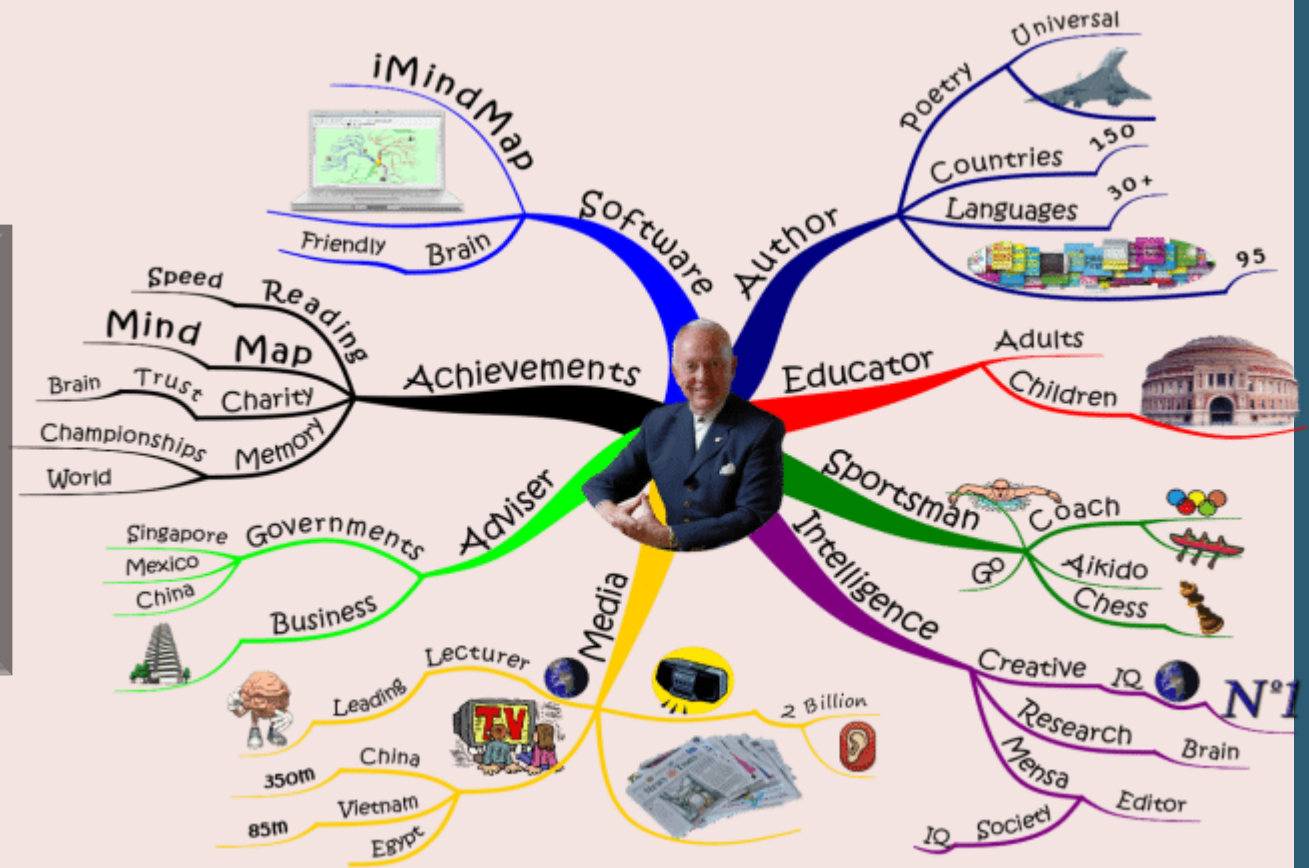 iMindMap
Software
Friendly Brain
Author
Poetry
Universal
Countries 150
Languages 30+
95
Educator
Adults
Children
Sportsman
Coach
Aikido
Chess
Go
Intelligence
Creative IQ Nº1
Research Brain
Mensa
Editor
IQ Society
Media
2 Billion
TV
Lecturer
Leading
China
350m
Vietnam
85m
Egypt
Adviser
Governments
Singapore
Mexico
China
Business
Achievements
Speed Reading
Mind Map
Brain Trust Charity
Memory
Championships
World